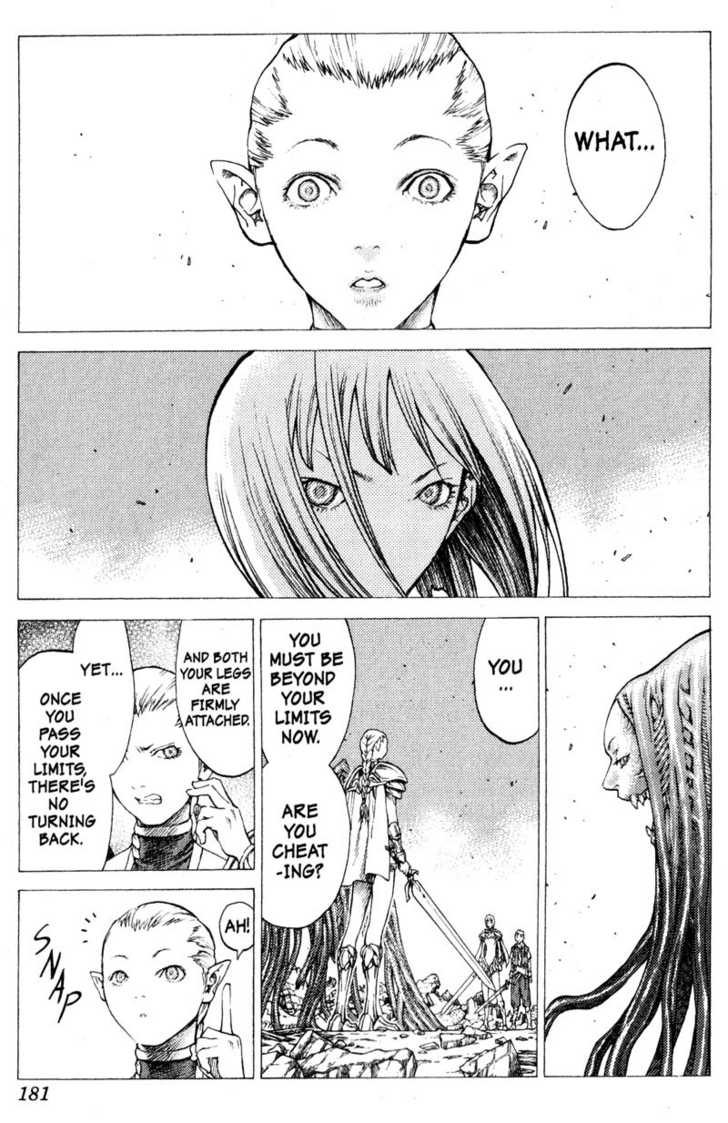 WHAT...
YOU
...
YOU
MUST BE
BEYOND
YOUR
LIMITS
NOW.
ARE
YOU
CHEAT
-ING?
AND BOTH
YOUR LEGS
ARE
FIRMLY
ATTACHED.
YET...
ONCE
YOU
PASS
YOUR
LIMITS,
THERE'S
NO
TURNING
BACK.
AH!
SNAP
181